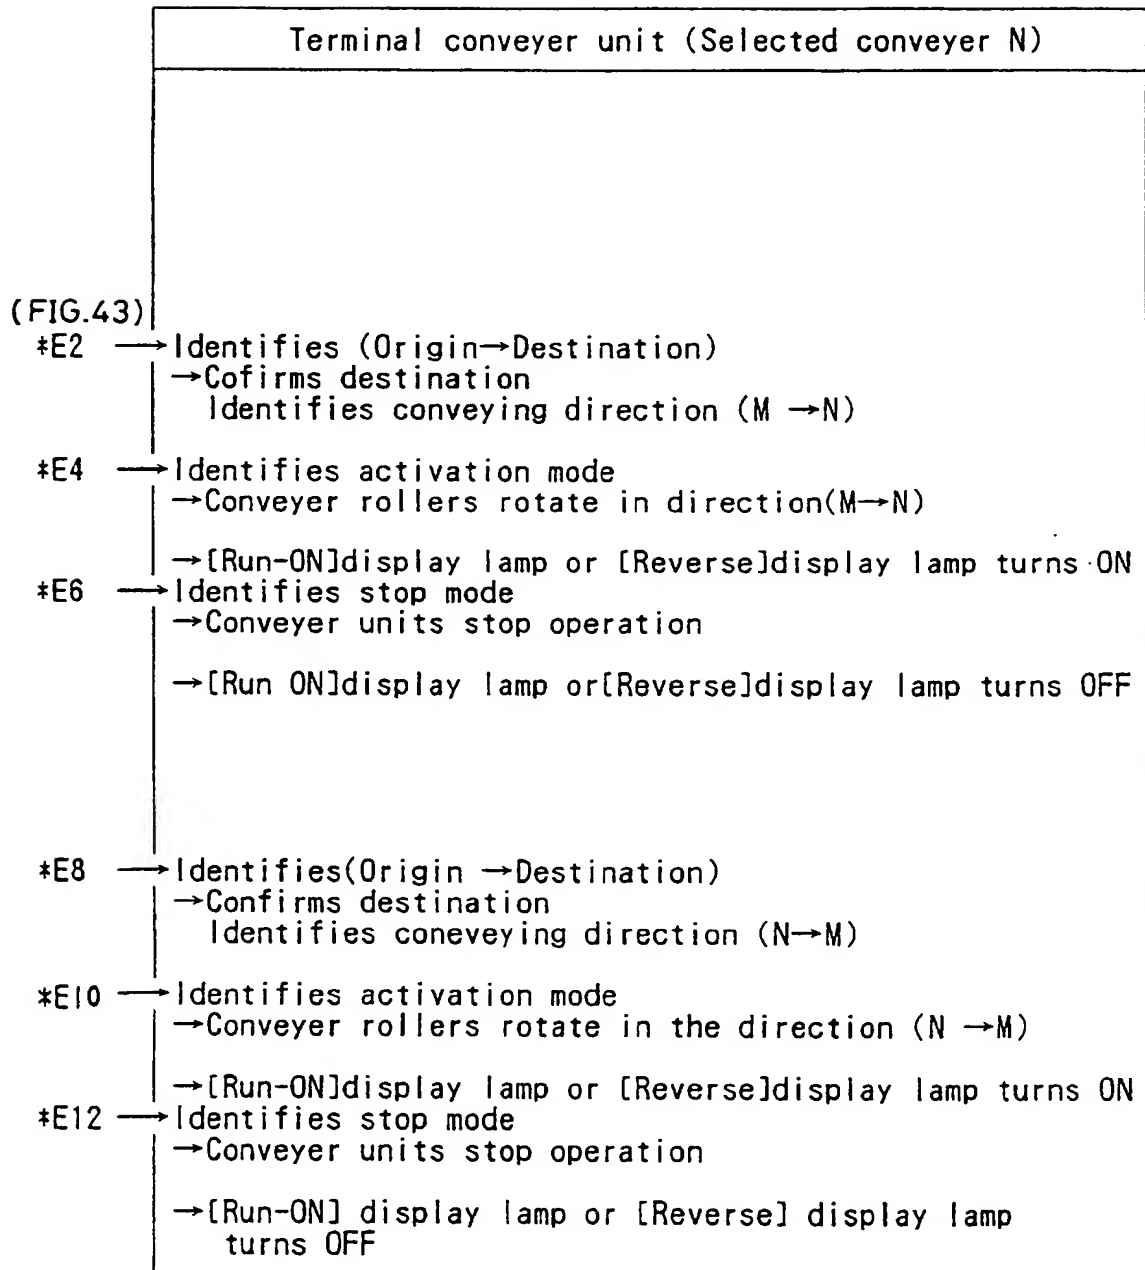 Terminal conveyer unit (Selected conveyer N)
(FIG.43)
*E2 →Identifies (Origin→Destination)
→Cofirms destination
Identifies conveying direction (M →N)
*E4 →Identifies activation mode
→Conveyer rollers rotate in direction(M→N)
→[Run-ON]display lamp or [Reverse]display lamp turns ON
*E6 →Identifies stop mode
→Conveyer units stop operation
→[Run ON]display lamp or[Reverse]display lamp turns OFF
*E8 →Identifies(Origin →Destination)
→Confirms destination
Identifies coneveying direction (N→M)
*E10 →Identifies activation mode
→Conveyer rollers rotate in the direction (N →M)
→[Run-ON]display lamp or [Reverse]display lamp turns ON
*E12 →Identifies stop mode
→Conveyer units stop operation
→[Run-ON] display lamp or [Reverse] display lamp
turns OFF